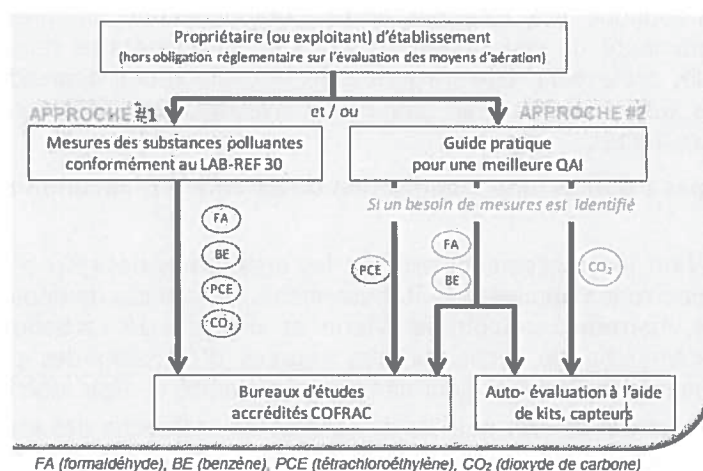 Propriétaire (ou exploitant) d'établissement
(hors obligation réglementaire sur l'évaluation des moyens d'aération)
APPROCHE #1
et / ou
APPROCHE #2
Mesures des substances polluantes
conformément au LAB-REF 30
Guide pratique
pour une meilleure QAI
Si un besoin de mesures est Identifié
FA
BE
PCE
CO₂
PCE
FA
BE
CO₂
Bureaux d'études
accrédités COFRAC
Auto- évaluation à l'aide
de kits, capteurs
FA (formaldéhyde), BE (benzène), PCE (tétrachloroéthylène), CO₂ (dioxyde de carbone)